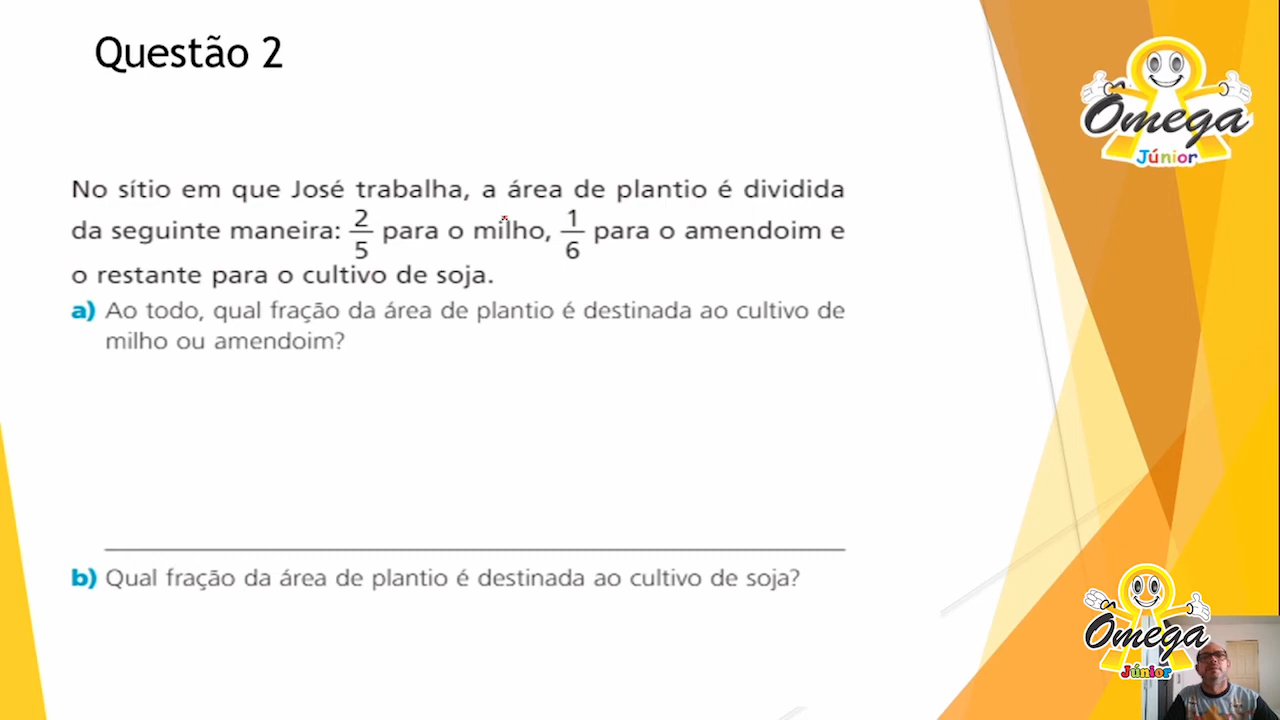 Questão 2
Ômega
Júnior
No sítio em que José trabalha, a área de plantio é dividida
da seguinte maneira: 2/5 para o milho, 1/6 para o amendoim e
o restante para o cultivo de soja.
a) Ao todo, qual fração da área de plantio é destinada ao cultivo de
milho ou amendoim?
b) Qual fração da área de plantio é destinada ao cultivo de soja?
Ômega
Júnior